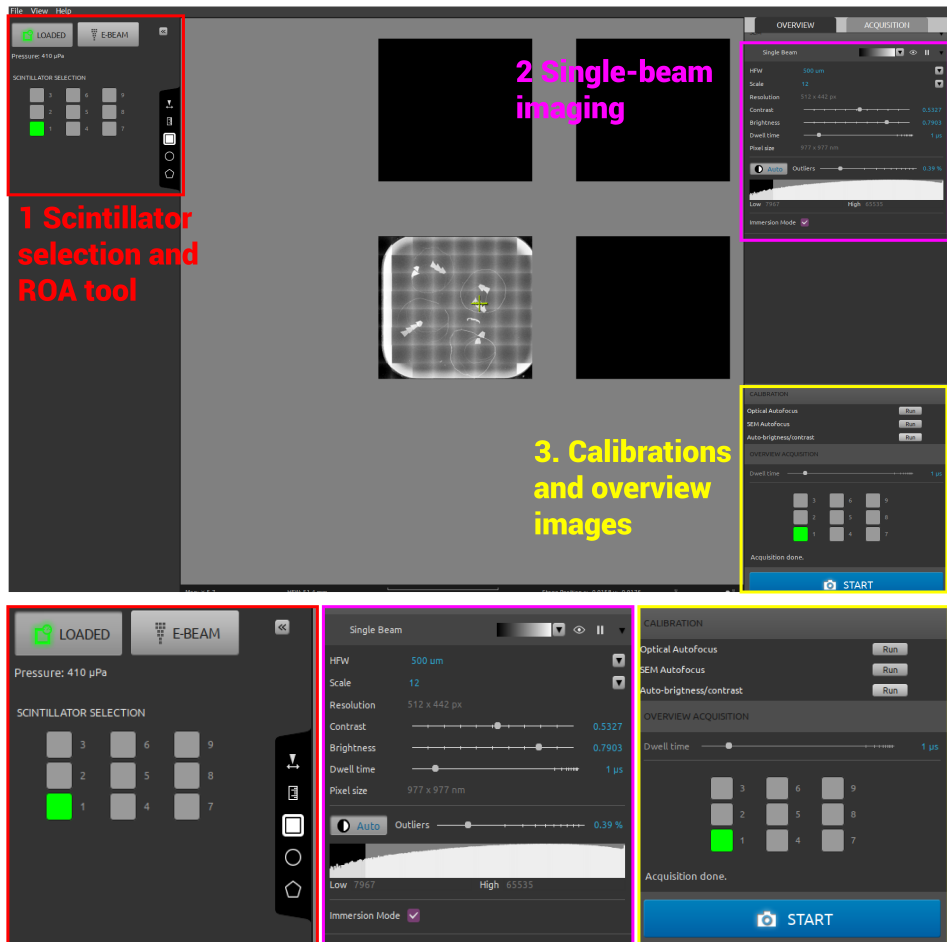 File View Help
LOADED E-BEAM
Pressure: 410 µPa
SCINTILLATOR SELECTION
3 6 9
2 5 8
1 4 7
1 Scintillator
selection and
ROA tool
2 Single-beam
imaging
3. Calibrations
and overview
images
OVERVIEW ACQUISITION
Single Beam
HFW 500 um
Scale 12
Resolution 512 x 442 px
Contrast 0.5327
Brightness 0.7903
Dwell time 1 µs
Pixel size 977 x 977 nm
Auto Outliers 0.39 %
Low 7967 High 65535
Immersion Mode
CALIBRATION
Optical Autofocus Run
SEM Autofocus Run
Auto-brigtness/contrast Run
OVERVIEW ACQUISITION
Dwell time 1 µs
3 6 9
2 5 8
1 4 7
Acquisition done.
START
LOADED E-BEAM
Pressure: 410 µPa
SCINTILLATOR SELECTION
3 6 9
2 5 8
1 4 7
Single Beam
HFW 500 um
Scale 12
Resolution 512 x 442 px
Contrast 0.5327
Brightness 0.7903
Dwell time 1 µs
Pixel size 977 x 977 nm
Auto Outliers 0.39 %
Low 7967 High 65535
Immersion Mode
CALIBRATION
Optical Autofocus Run
SEM Autofocus Run
Auto-brigtness/contrast Run
OVERVIEW ACQUISITION
Dwell time 1 µs
3 6 9
2 5 8
1 4 7
Acquisition done.
START